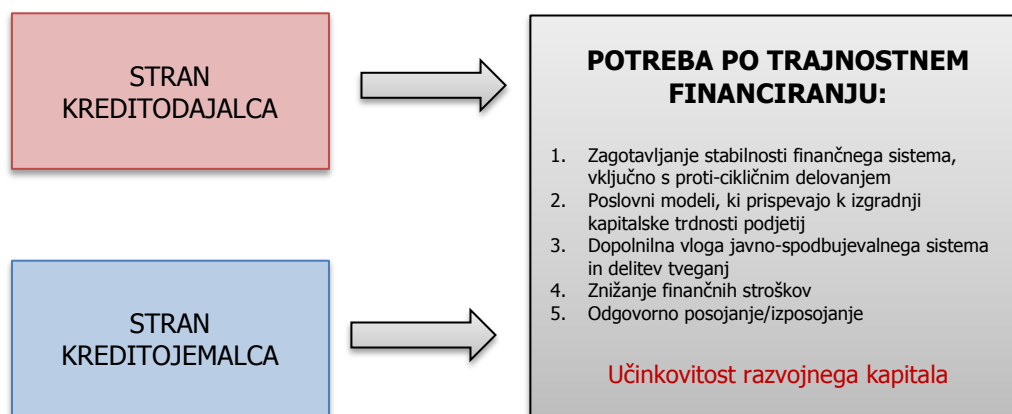 STRAN
KREDITODAJALCA
STRAN
KREDITOJEMALCA
POTREBA PO TRAJNOSTNEM
FINANCIRANJU:
1. Zagotavljanje stabilnosti finančnega sistema,
vključno s proti-cikličnim delovanjem
2. Poslovni modeli, ki prispevajo k izgradnji
kapitalske trdnosti podjetij
3. Dopolnilna vloga javno-spodbujevalnega sistema
in delitev tveganj
4. Znižanje finančnih stroškov
5. Odgovorno posojanje/izposojanje
Učinkovitost razvojnega kapitala